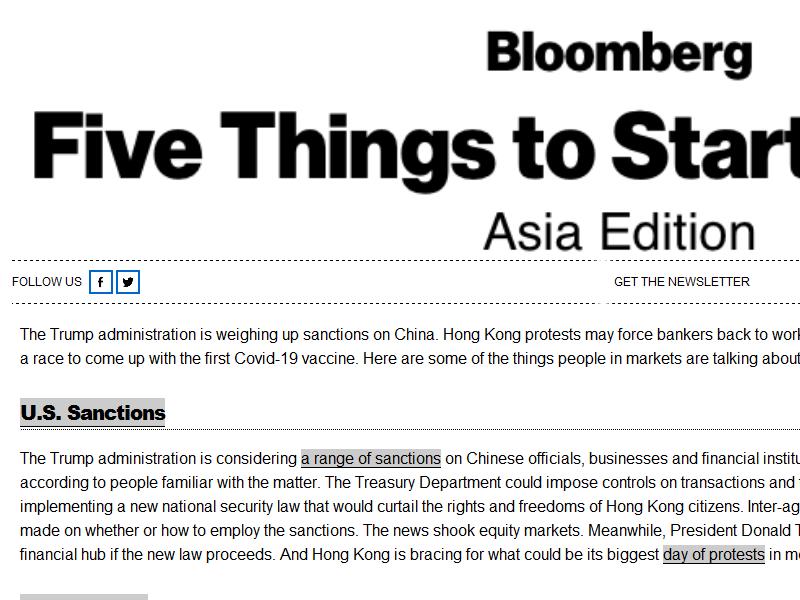 Bloomberg
Five Things to Start
Asia Edition
FOLLOW US
GET THE NEWSLETTER
The Trump administration is weighing up sanctions on China. Hong Kong protests may force bankers back to work
a race to come up with the first Covid-19 vaccine. Here are some of the things people in markets are talking about
U.S. Sanctions
The Trump administration is considering a range of sanctions on Chinese officials, businesses and financial institu
according to people familiar with the matter. The Treasury Department could impose controls on transactions and
implementing a new national security law that would curtail the rights and freedoms of Hong Kong citizens. Inter-ag
made on whether or how to employ the sanctions. The news shook equity markets. Meanwhile, President Donald T
financial hub if the new law proceeds. And Hong Kong is bracing for what could be its biggest day of protests in m